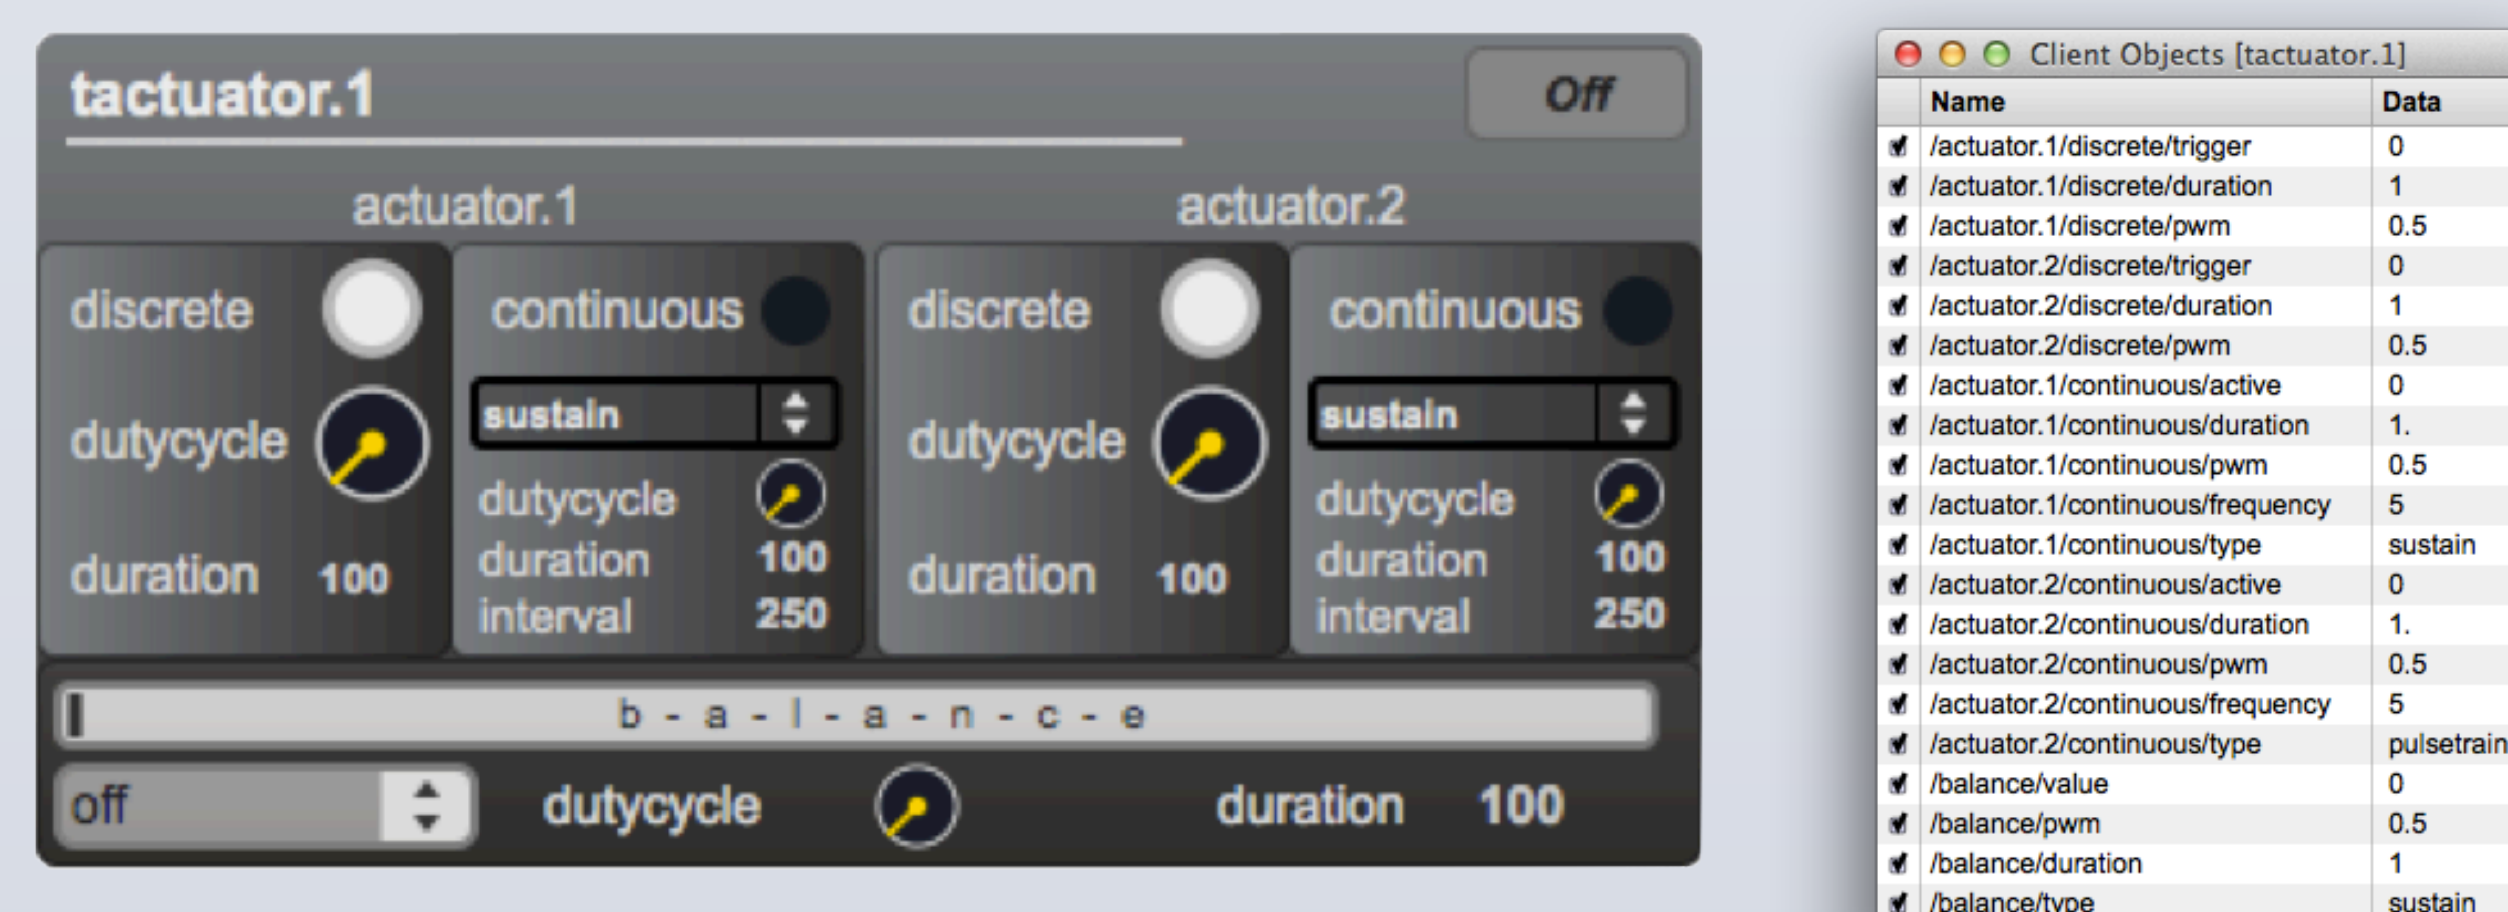 tactuator.1
Off
actuator.1
actuator.2
discrete
dutycycle
duration 100
continuous
sustain
dutycycle
duration 100
interval 250
discrete
dutycycle
duration 100
continuous
sustain
dutycycle
duration 100
interval 250
b - a - l - a - n - c - e
off dutycycle duration 100
Client Objects [tactuator.1]
Name Data
/actuator.1/discrete/trigger 0
/actuator.1/discrete/duration 1
/actuator.1/discrete/pwm 0.5
/actuator.2/discrete/trigger 0
/actuator.2/discrete/duration 1
/actuator.2/discrete/pwm 0.5
/actuator.1/continuous/active 0
/actuator.1/continuous/duration 1.
/actuator.1/continuous/pwm 0.5
/actuator.1/continuous/frequency 5
/actuator.1/continuous/type sustain
/actuator.2/continuous/active 0
/actuator.2/continuous/duration 1.
/actuator.2/continuous/pwm 0.5
/actuator.2/continuous/frequency 5
/actuator.2/continuous/type pulsetrain
/balance/value 0
/balance/pwm 0.5
/balance/duration 1
/balance/type sustain